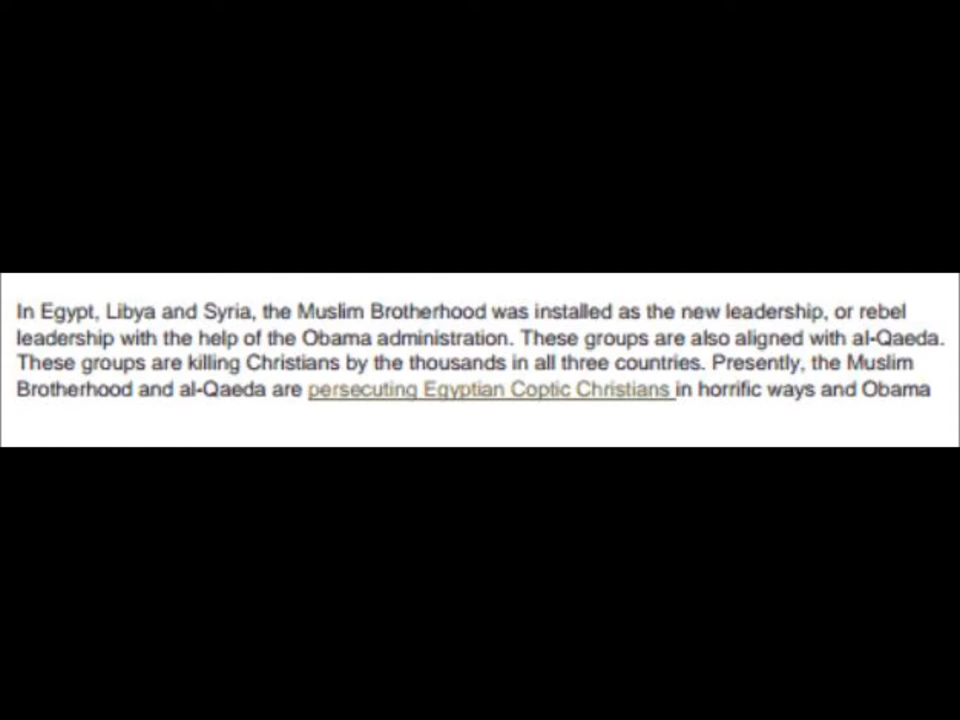 In Egypt, Libya and Syria, the Muslim Brotherhood was installed as the new leadership, or rebel
leadership with the help of the Obama administration. These groups are also aligned with al-Qaeda.
These groups are killing Christians by the thousands in all three countries. Presently, the Muslim
Brotherhood and al-Qaeda are persecuting Egyptian Coptic Christians in horrific ways and Obama